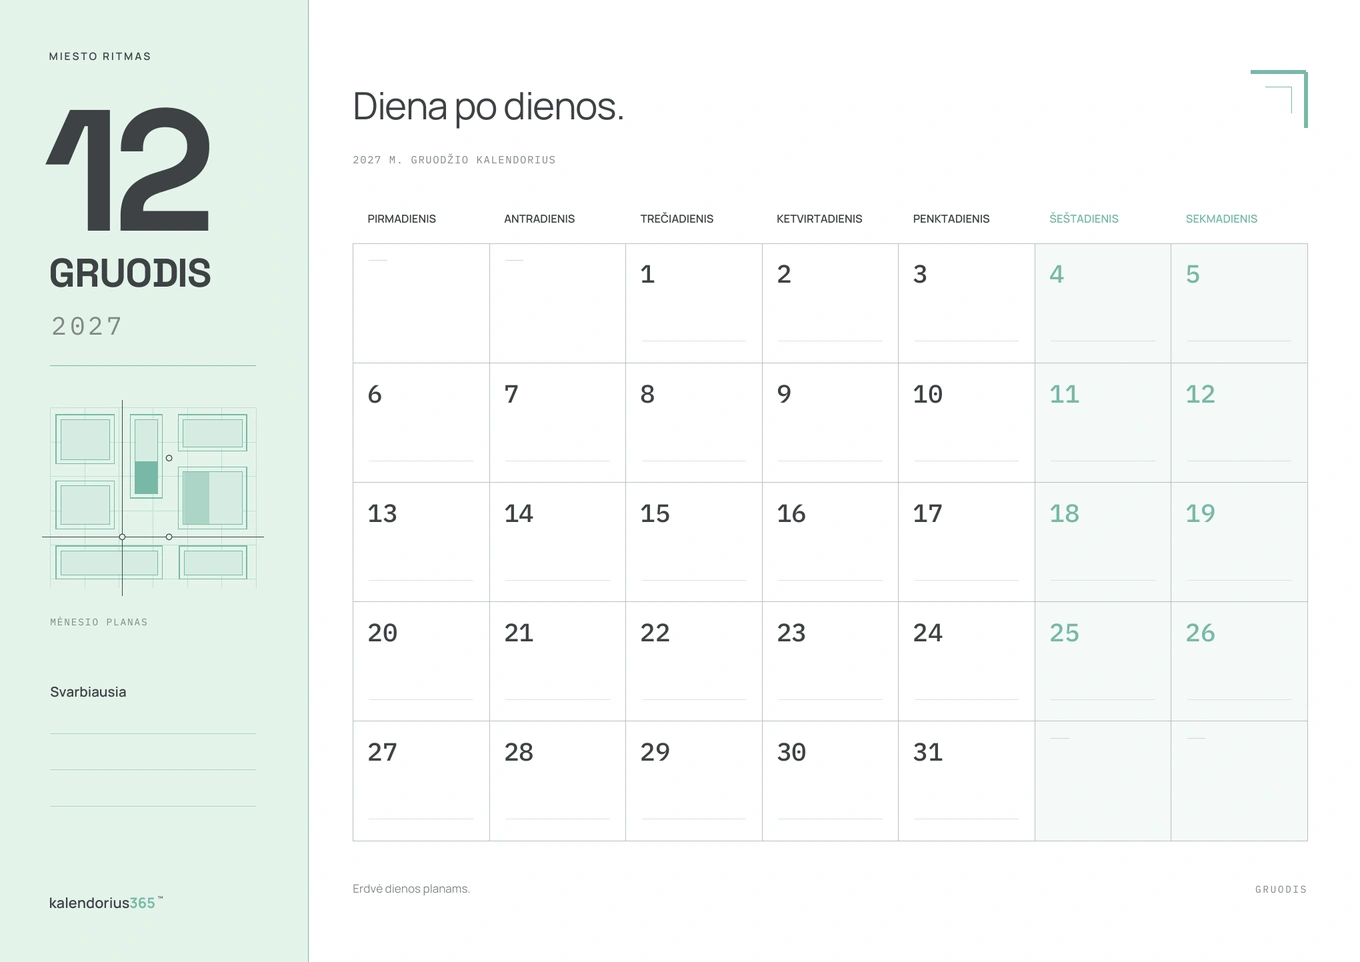 MIESTO RITMAS
12
GRUODIS
2027
MĖNESIO PLANAS
Svarbiausia
kalendorius365™
Diena po dienos.
2027 M. GRUODŽIO KALENDORIUS
PIRMADIENIS ANTRADIENIS TREČIADIENIS KETVIRTADIENIS PENKTADIENIS ŠEŠTADIENIS SEKMADIENIS
1 2 3 4 5
6 7 8 9 10 11 12
13 14 15 16 17 18 19
20 21 22 23 24 25 26
27 28 29 30 31
Erdvė dienos planams.
GRUODIS